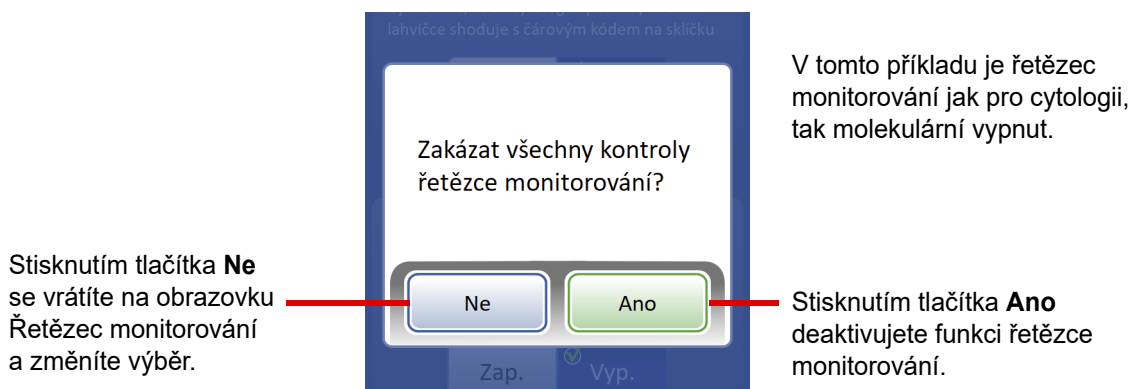 lahvičce shoduje s čárovým kódem na sklíčku
V tomto příkladu je řetězec
monitorování jak pro cytologii,
tak molekulární vypnut.
Zakázat všechny kontroly
řetězce monitorování?
Stisknutím tlačítka Ne
se vrátíte na obrazovku
Řetězec monitorování
a změníte výběr.
Ne
Ano
Stisknutím tlačítka Ano
deaktivujete funkci řetězce
monitorování.
Zap.
Vyp.